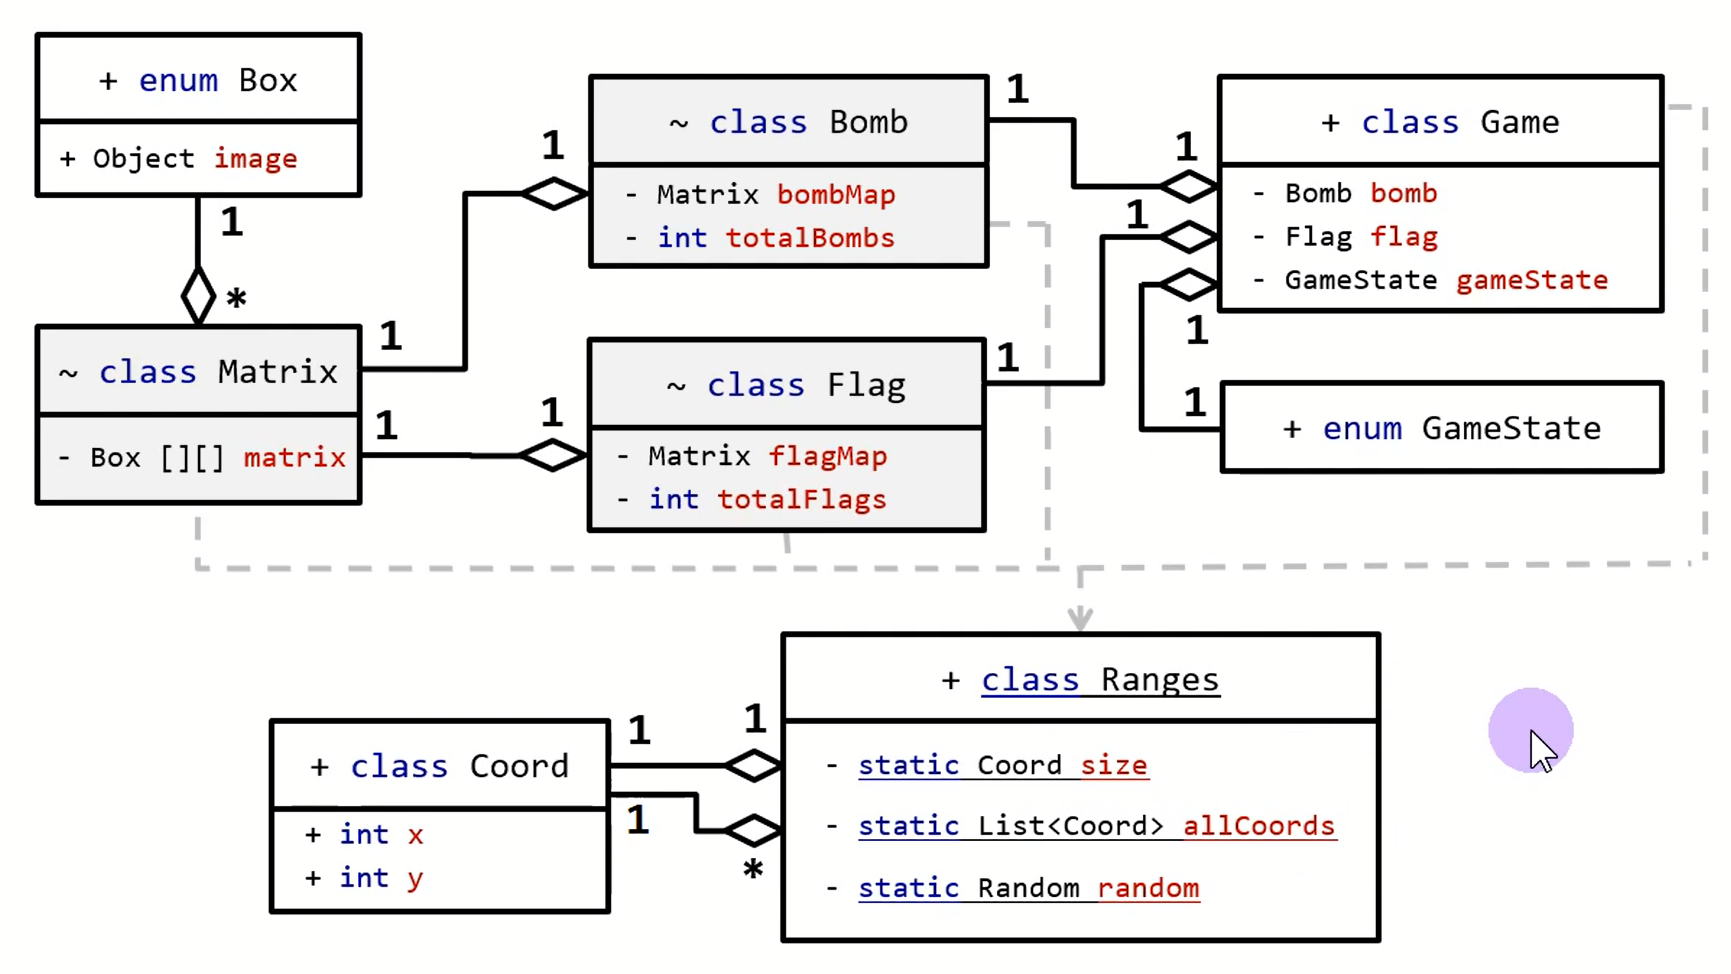 + enum Box
+ Object image
1
*
~ class Matrix
- Box [][] matrix
1
1
1
1
~ class Bomb
- Matrix bombMap
- int totalBombs
1
~ class Flag
- Matrix flagMap
- int totalFlags
1
1
1
1
1
+ class Game
- Bomb bomb
- Flag flag
- GameState gameState
+ enum GameState
+ class Coord
+ int x
+ int y
1
1
1
*
+ class Ranges
- static Coord size
- static List<Coord> allCoords
- static Random random